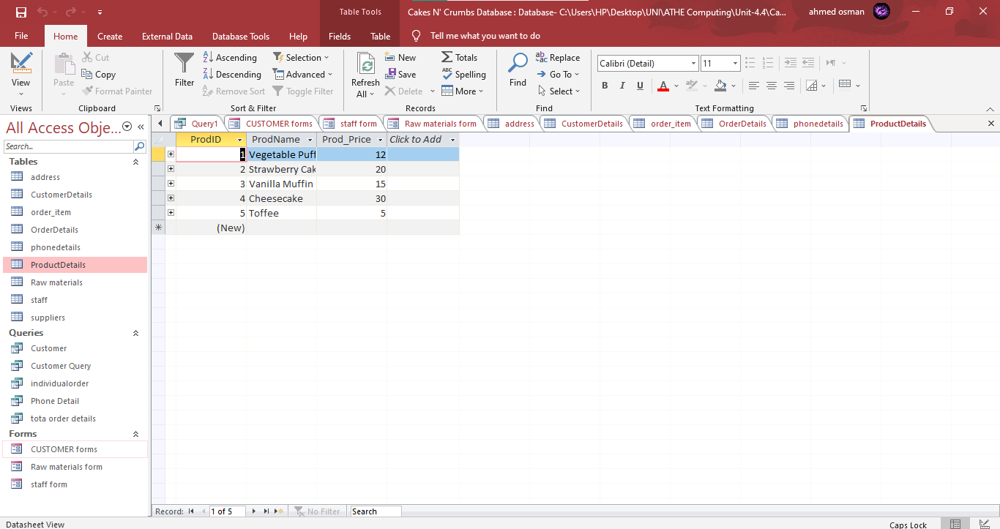 Table Tools
Cakes N' Crumbs Database : Database- C:\Users\HP\Desktop\UNI\ATHE Computing\Unit-4.4\Ca...
ahmed osman
File Home Create External Data Database Tools Help Fields Table Tell me what you want to do
View
Views
Paste
Cut
Copy
Format Painter
Clipboard
Filter
Ascending
Descending
Remove Sort
Selection
Advanced
Toggle Filter
Sort & Filter
Refresh
All
New
Save
Delete
Totals
Spelling
More
Records
Find
Replace
Go To
Select
Find
Calibri (Detail) 11
B I U A
Text Formatting
All Access Obje...
Search...
Tables
address
CustomerDetails
order_item
OrderDetails
phonedetails
ProductDetails
Raw materials
staff
suppliers
Queries
Customer
Customer Query
individualorder
Phone Detail
tota order details
Forms
CUSTOMER forms
Raw materials form
staff form
Query1 CUSTOMER forms staff form Raw materials form address CustomerDetails order_item OrderDetails phonedetails ProductDetails
ProdID ProdName Prod_Price Click to Add
1 Vegetable Puff 12
2 Strawberry Cak 20
3 Vanilla Muffin 15
4 Cheesecake 30
5 Toffee 5
(New)
Record: 1 of 5 No Filter Search
Datasheet View Caps Lock